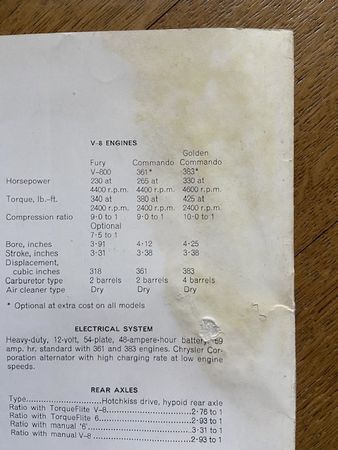 V-8 ENGINES
Golden
Fury Commando Commando
V-800 361* 383*
Horsepower 230 at 265 at 330 at
4400 r.p.m. 4400 r.p.m. 4600 r.p.m.
Torque, lb.-ft. 340 at 380 at 425 at
2400 r.p.m. 2400 r.p.m. 2400 r.p.m.
Compression ratio 9·0 to 1 9·0 to 1 10·0 to 1
Optional
7·5 to 1
Bore, inches 3·91 4·12 4·25
Stroke, inches 3·31 3·38 3·38
Displacement,
cubic inches 318 361 383
Carburetor type 2 barrels 2 barrels 4 barrels
Air cleaner type Dry Dry Dry
* Optional at extra cost on all models
ELECTRICAL SYSTEM
Heavy-duty, 12-volt, 54-plate, 48-ampere-hour battery,
amp. hr. standard with 361 and 383 engines. Chrysler Cor-
poration alternator with high charging rate at low engine
speeds.
REAR AXLES
Type Hotchkiss drive, hypoid rear axle
Ratio with TorqueFlite V-8 2·76 to 1
Ratio with TorqueFlite 6 2·93 to 1
Ratio with manual '6' 3·31 to 1
Ratio with manual V-8 2·93 to 1